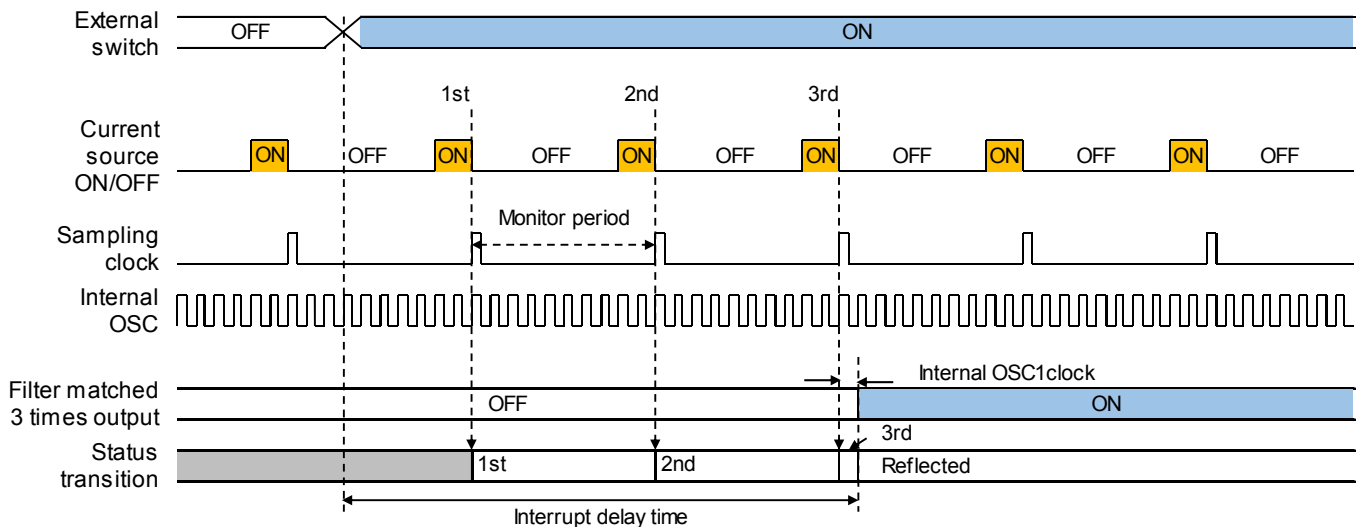 External
switch
OFF
ON
1st
2nd
3rd
Current
source
ON/OFF
ON
OFF
ON
OFF
ON
OFF
ON
OFF
ON
OFF
ON
OFF
Monitor period
Sampling
clock
Internal
OSC
Internal OSC1clock
Filter matched
3 times output
OFF
ON
3rd
Status
transition
1st
2nd
Reflected
Interrupt delay time